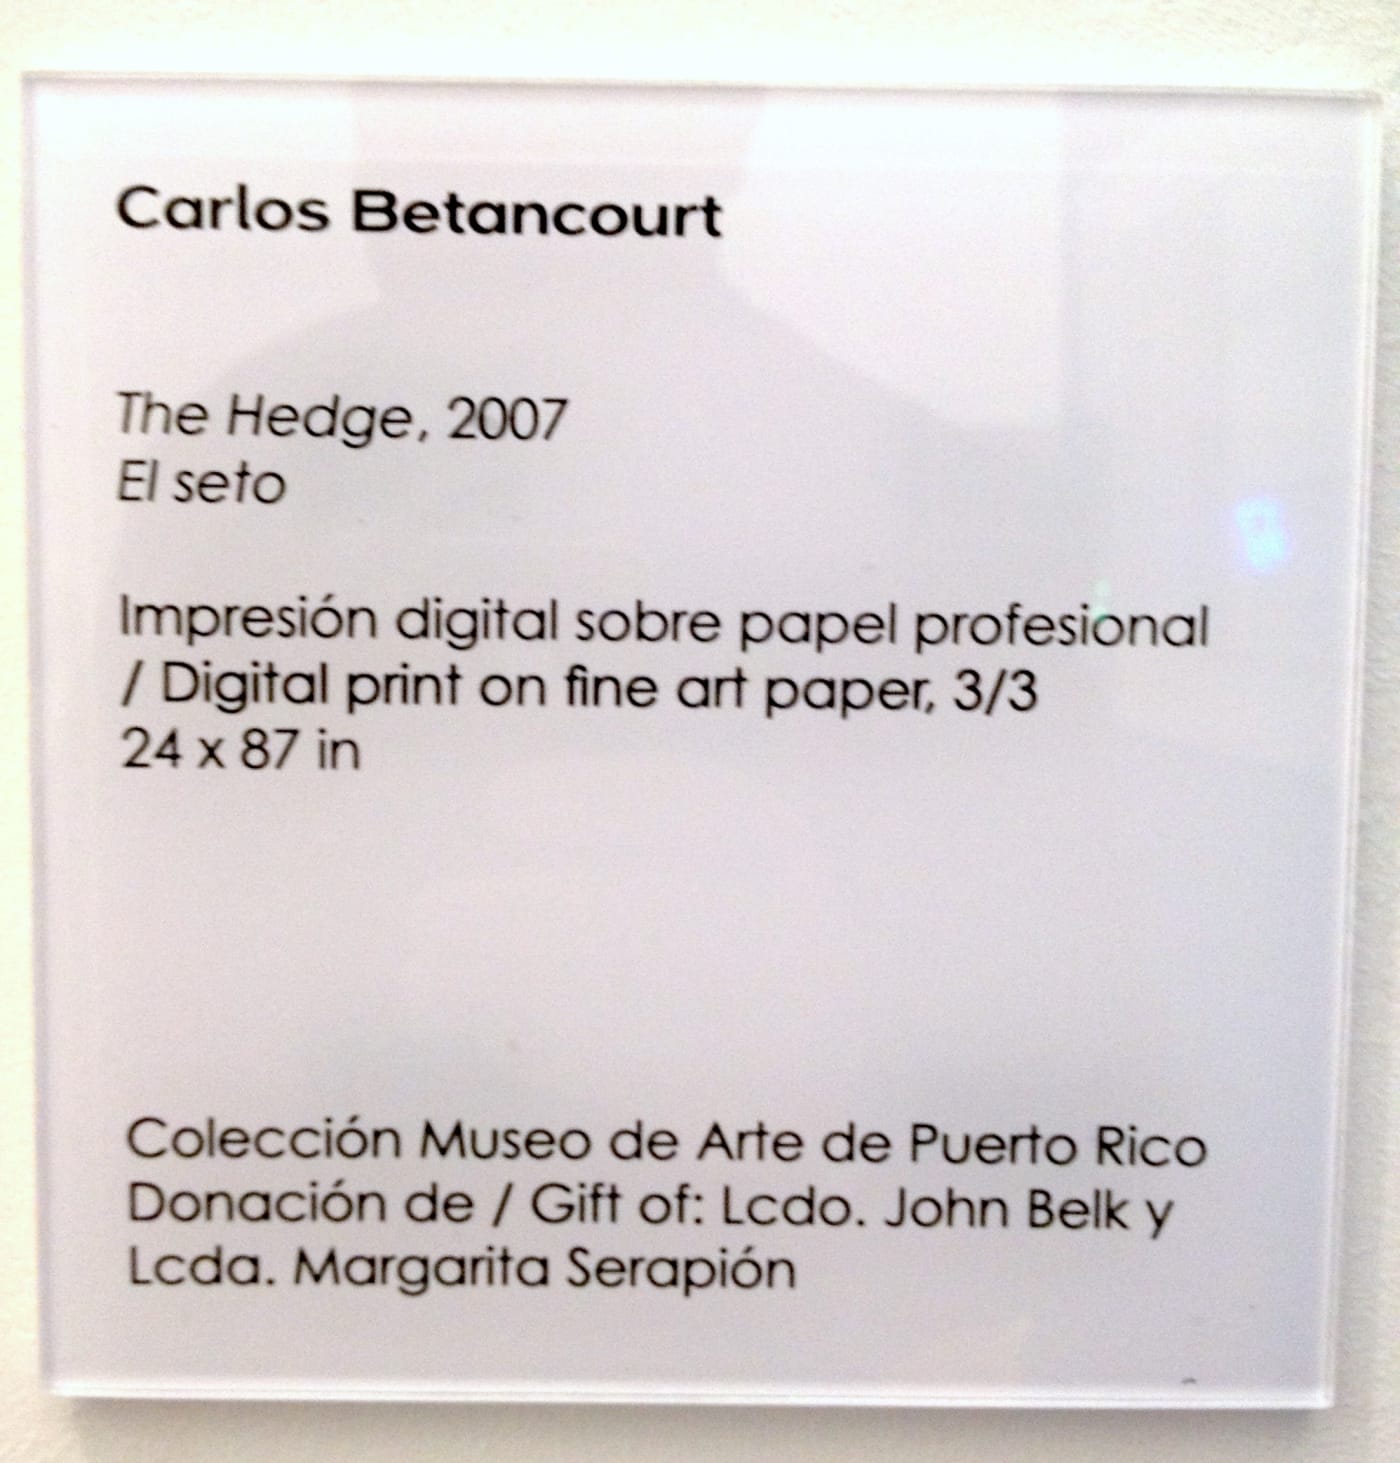 Carlos Betancourt
The Hedge, 2007
El seto
Impresión digital sobre papel profesional
/ Digital print on fine art paper, 3/3
24 x 87 in
Colección Museo de Arte de Puerto Rico
Donación de / Gift of: Lcdo. John Belk y
Lcda. Margarita Serapión